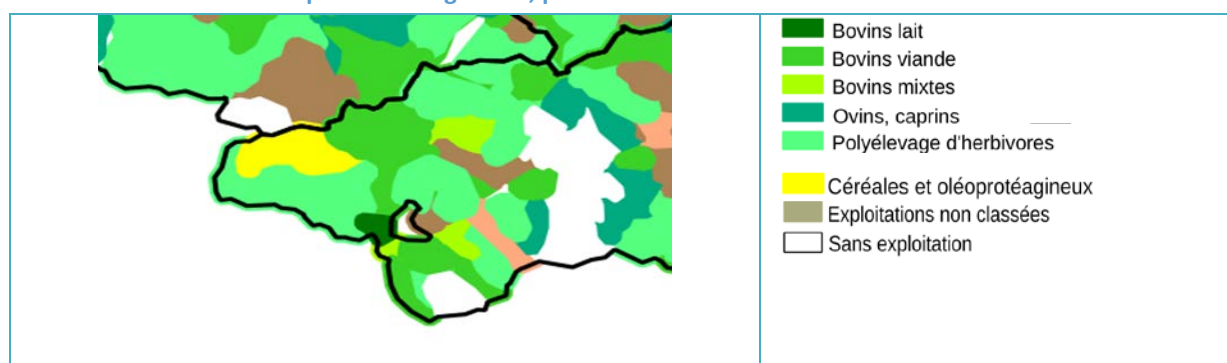 Bovins lait
Bovins viande
Bovins mixtes
Ovins, caprins
Polyélevage d'herbivores
Céréales et oléoprotéagineux
Exploitations non classées
Sans exploitation